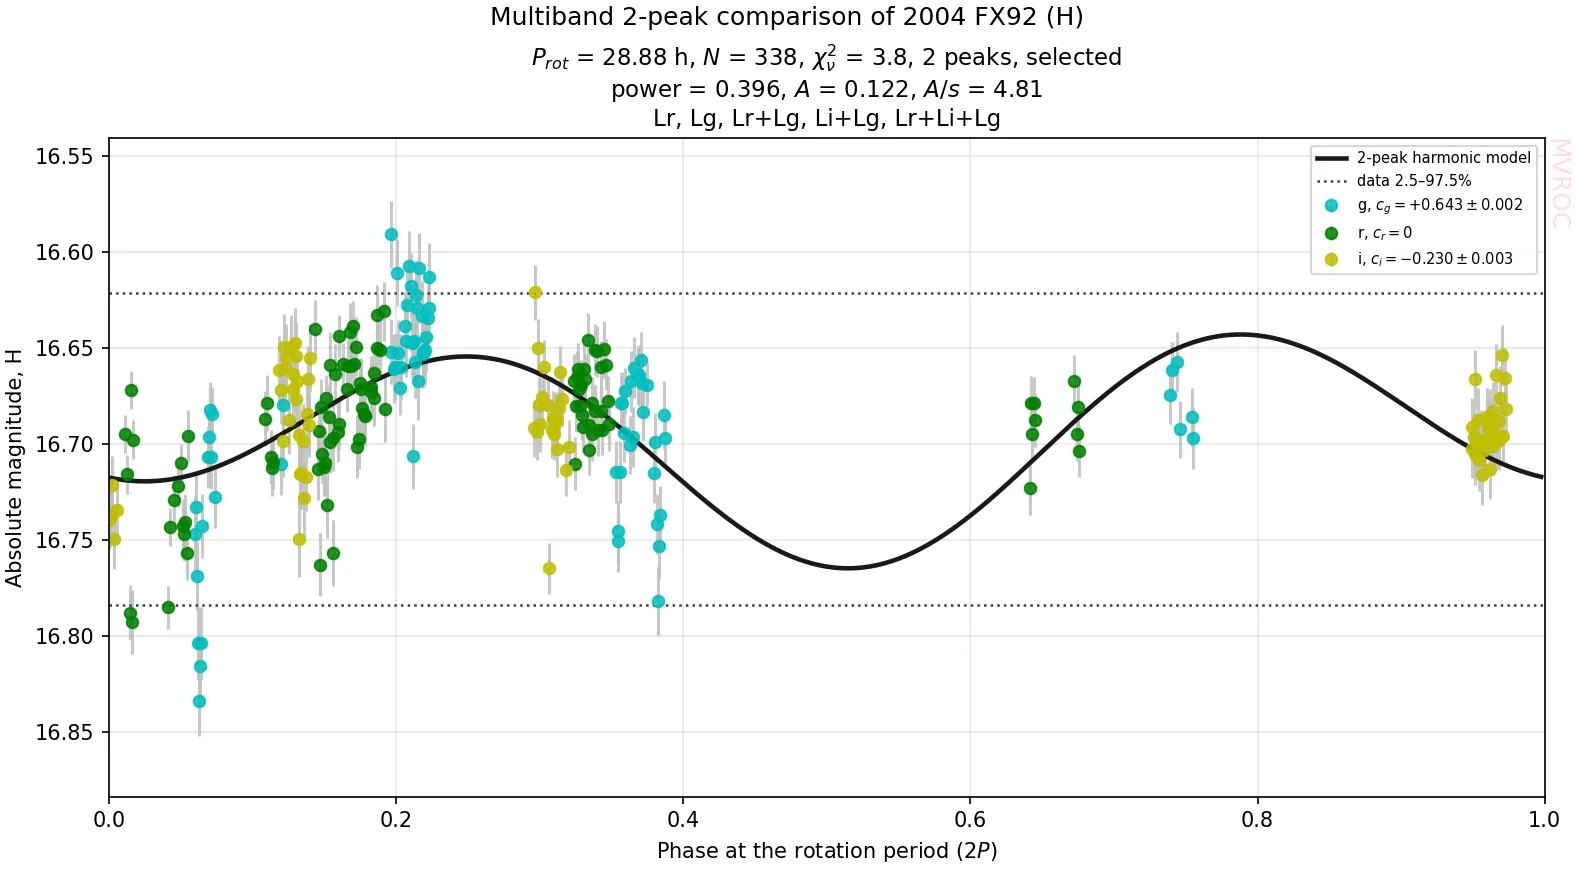 Multiband 2-peak comparison of 2004 FX92 (H)
P_rot = 28.88 h, N = 338, χ²_ν = 3.8, 2 peaks, selected
power = 0.396, A = 0.122, A/s = 4.81
Lr, Lg, Lr+Lg, Li+Lg, Lr+Li+Lg
2-peak harmonic model
data 2.5–97.5%
g, c_g = +0.643 ± 0.002
r, c_r = 0
i, c_i = −0.230 ± 0.003
MVROC
Absolute magnitude, H
16.55
16.60
16.65
16.70
16.75
16.80
16.85
0.0 0.2 0.4 0.6 0.8 1.0
Phase at the rotation period (2P)